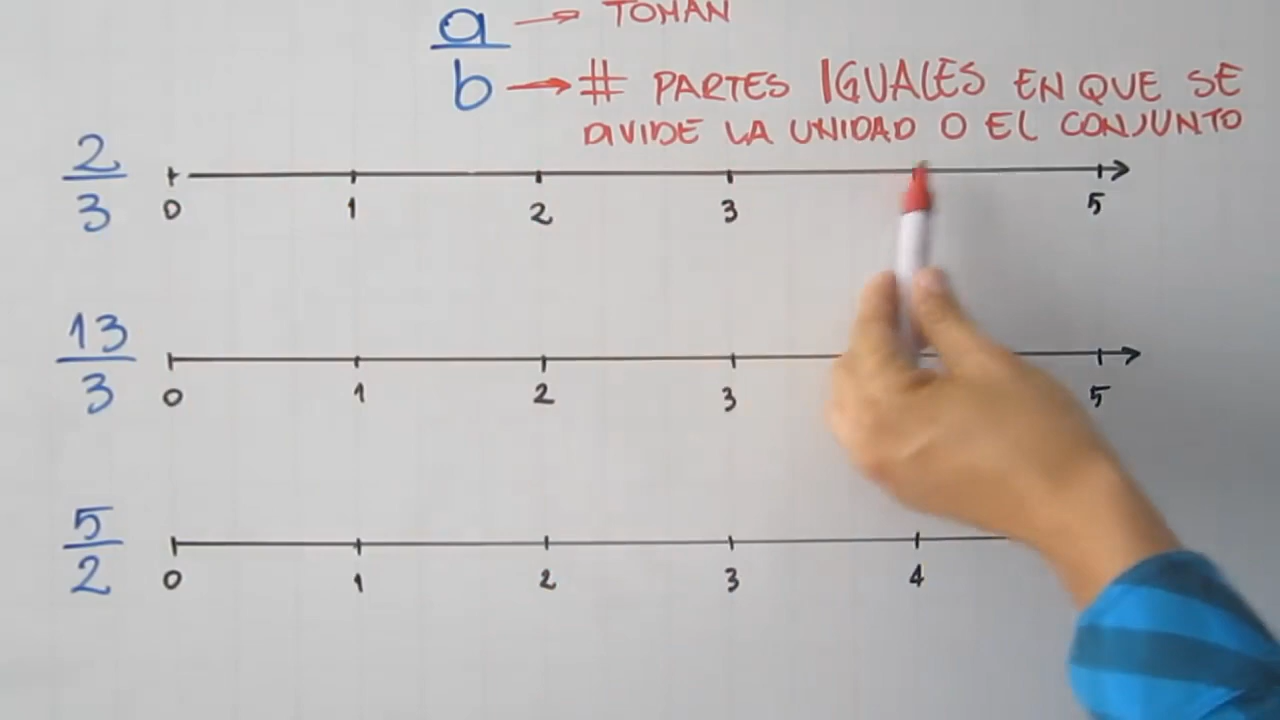 a → TOMAN
b → # PARTES IGUALES EN QUE SE
DIVIDE LA UNIDAD O EL CONJUNTO
2/3
0 1 2 3 5
13/3
0 1 2 3 5
5/2
0 1 2 3 4